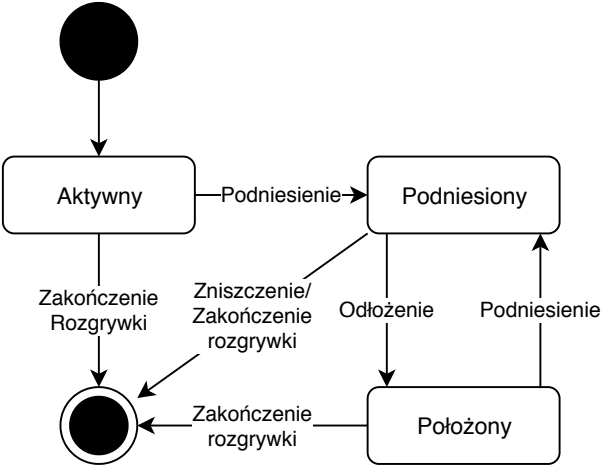 Aktywny
Podniesienie
Podniesiony
Zakończenie
Rozgrywki
Zniszczenie/
Zakończenie
rozgrywki
Odłożenie
Podniesienie
Zakończenie
rozgrywki
Położony